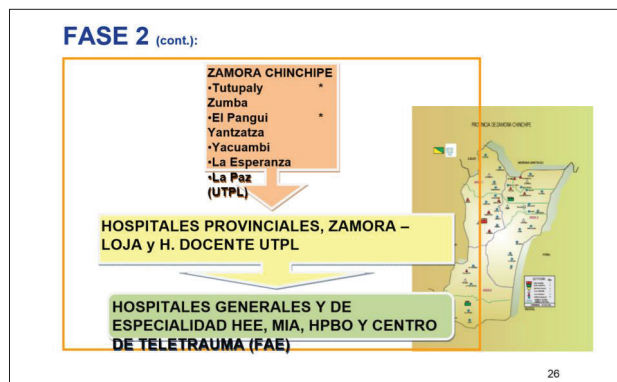 FASE 2 (cont.):
ZAMORA CHINCHIPE
•Tutupaly *
Zumba
•El Pangui *
Yantzatza
•Yacuambi
•La Esperanza
•La Paz
(UTPL)
PROVINCIA DE ZAMORA CHINCHIPE
HOSPITALES PROVINCIALES, ZAMORA –
LOJA y H. DOCENTE UTPL
HOSPITALES GENERALES Y DE
ESPECIALIDAD HEE, MIA, HPBO Y CENTRO
DE TELETRAUMA (FAE)
26